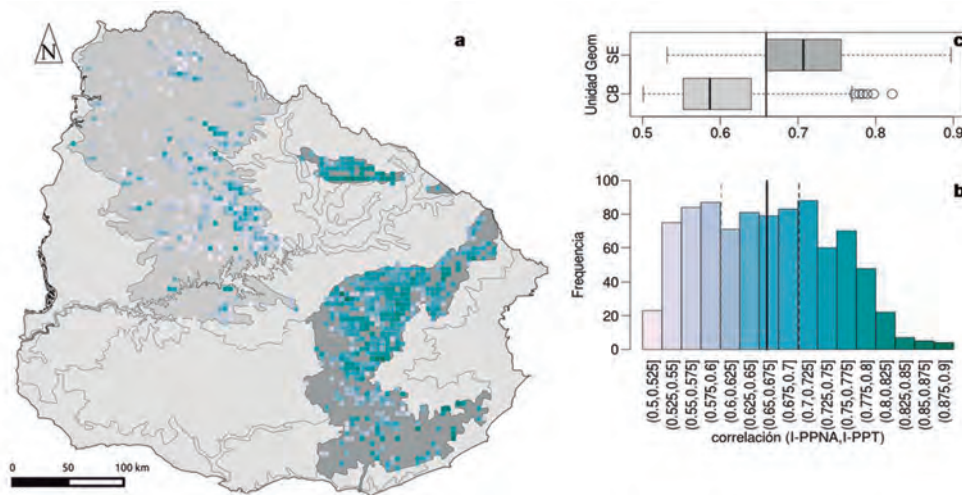 N
a
0 50 100 km
c
Unidad Geom
SE
CB
0.5 0.6 0.7 0.8 0.9
b
Frequencia
100
80
60
40
20
0
(0.5,0.525]
(0.525,0.55]
(0.55,0.575]
(0.575,0.6]
(0.6,0.625]
(0.625,0.65]
(0.65,0.675]
(0.675,0.7]
(0.7,0.725]
(0.725,0.75]
(0.75,0.775]
(0.775,0.8]
(0.8,0.825]
(0.825,0.85]
(0.85,0.875]
(0.875,0.9]
correlación (I-PPNA,I-PPT)